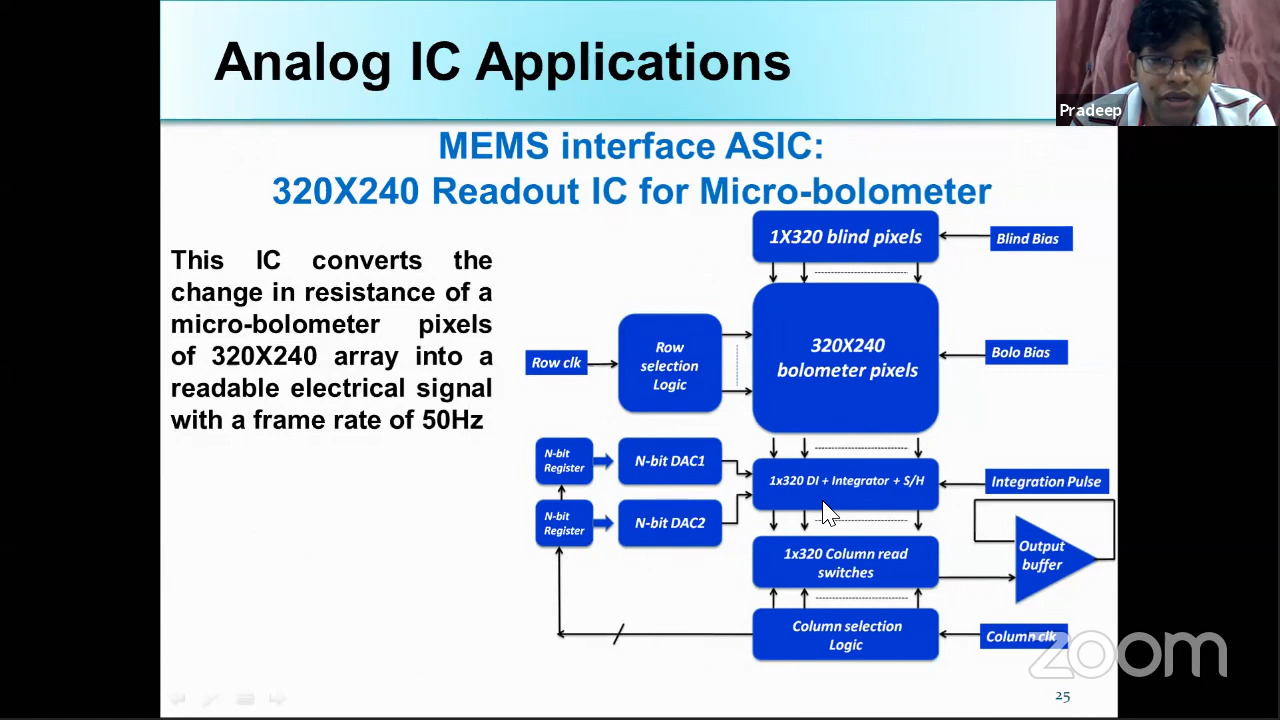 Analog IC Applications
Pradeep
MEMS interface ASIC:
320X240 Readout IC for Micro-bolometer
This IC converts the
change in resistance of a
micro-bolometer pixels
of 320X240 array into a
readable electrical signal
with a frame rate of 50Hz
1X320 blind pixels
Blind Bias
Row clk
Row
selection
Logic
320X240
bolometer pixels
Bolo Bias
N-bit
Register
N-bit DAC1
1x320 DI + Integrator + S/H
Integration Pulse
N-bit
Register
N-bit DAC2
1x320 Column read
switches
Output
buffer
Column selection
Logic
Column clk
zoom
25